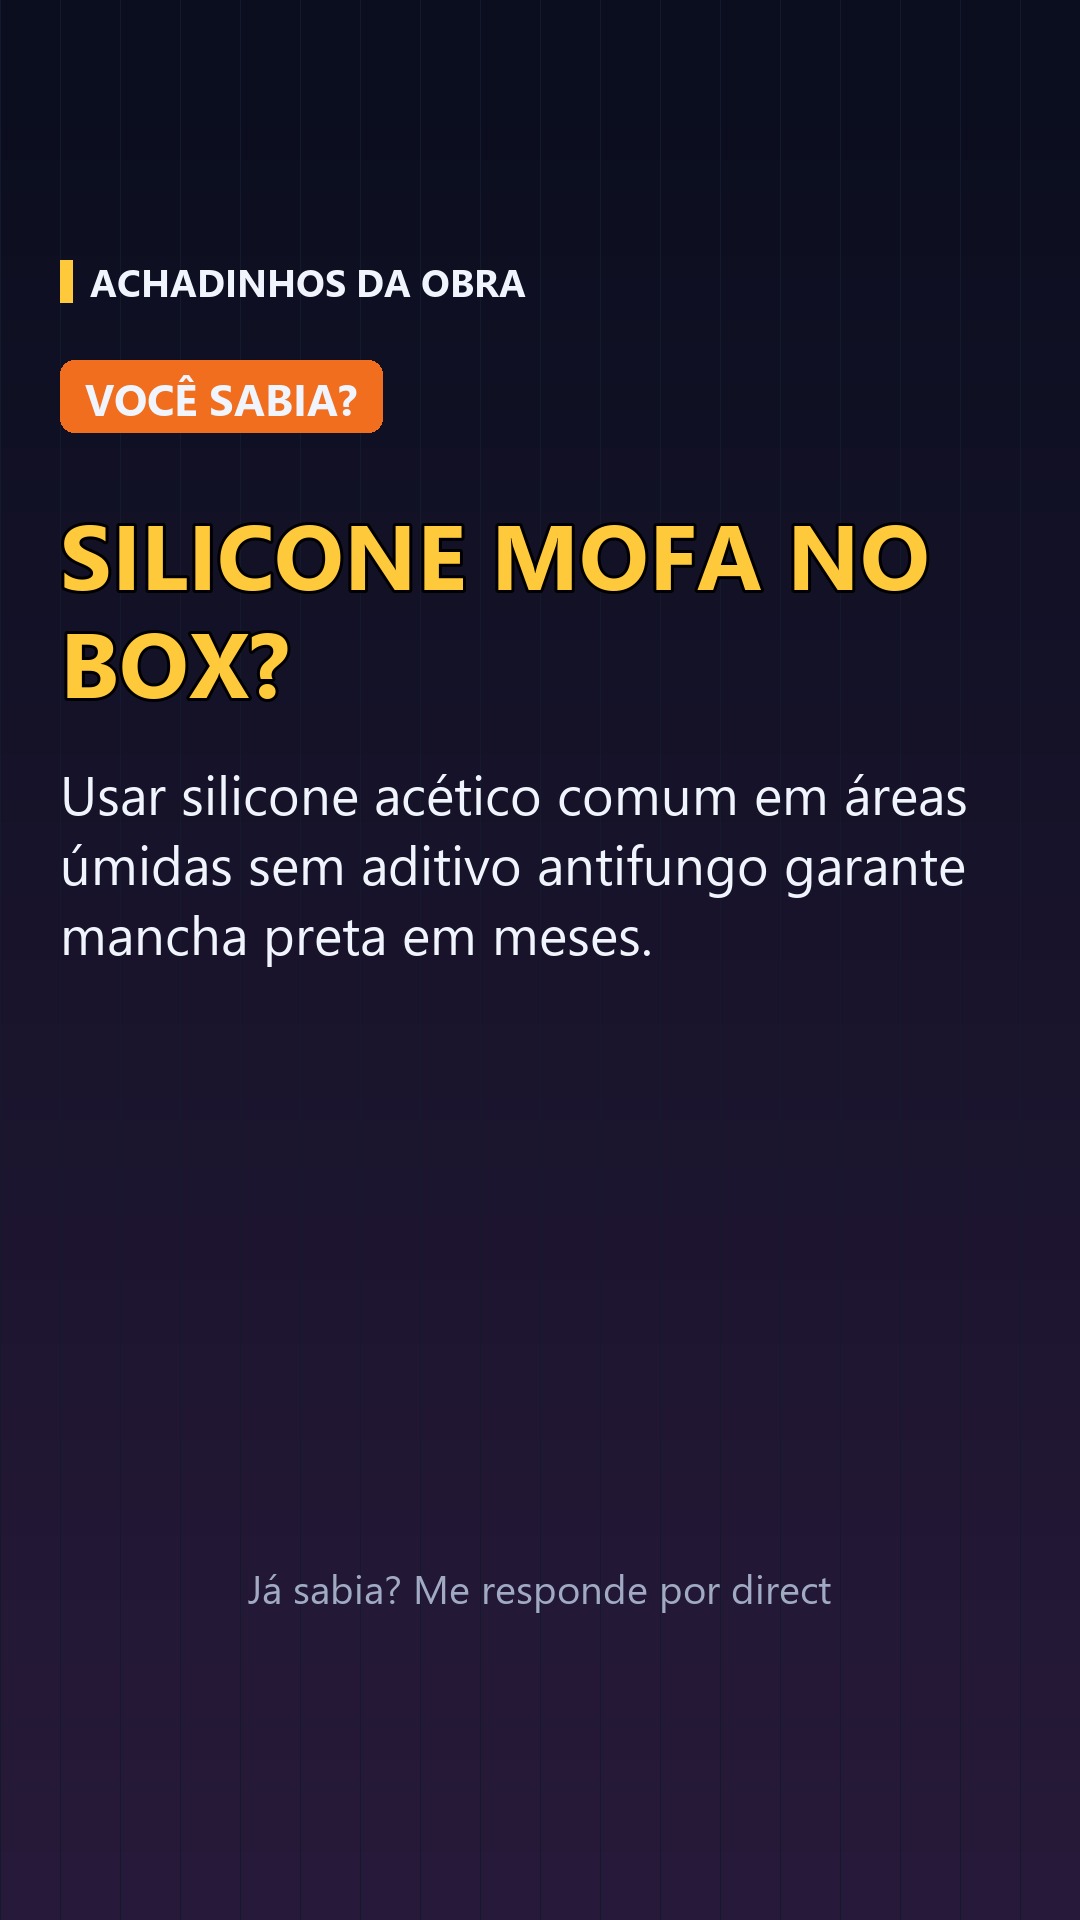 ACHADINHOS DA OBRA
VOCÊ SABIA?
SILICONE MOFA NO
BOX?
Usar silicone acético comum em áreas
úmidas sem aditivo antifungo garante
mancha preta em meses.
Já sabia? Me responde por direct